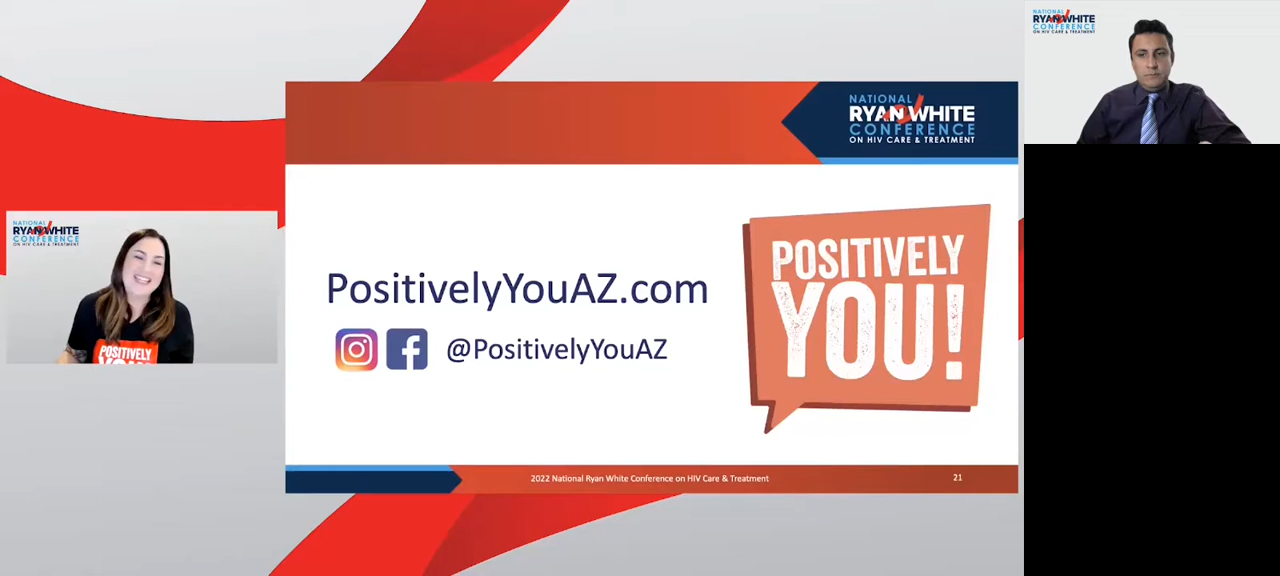 NATIONAL
RYAN WHITE
CONFERENCE
ON HIV CARE & TREATMENT
NATIONAL
RYAN WHITE
CONFERENCE
ON HIV CARE & TREATMENT
POSITIVELY
YOU!
PositivelyYouAZ.com
@PositivelyYouAZ
NATIONAL
RYAN WHITE
CONFERENCE
ON HIV CARE & TREATMENT
POSITIVELY
2022 National Ryan White Conference on HIV Care & Treatment
21